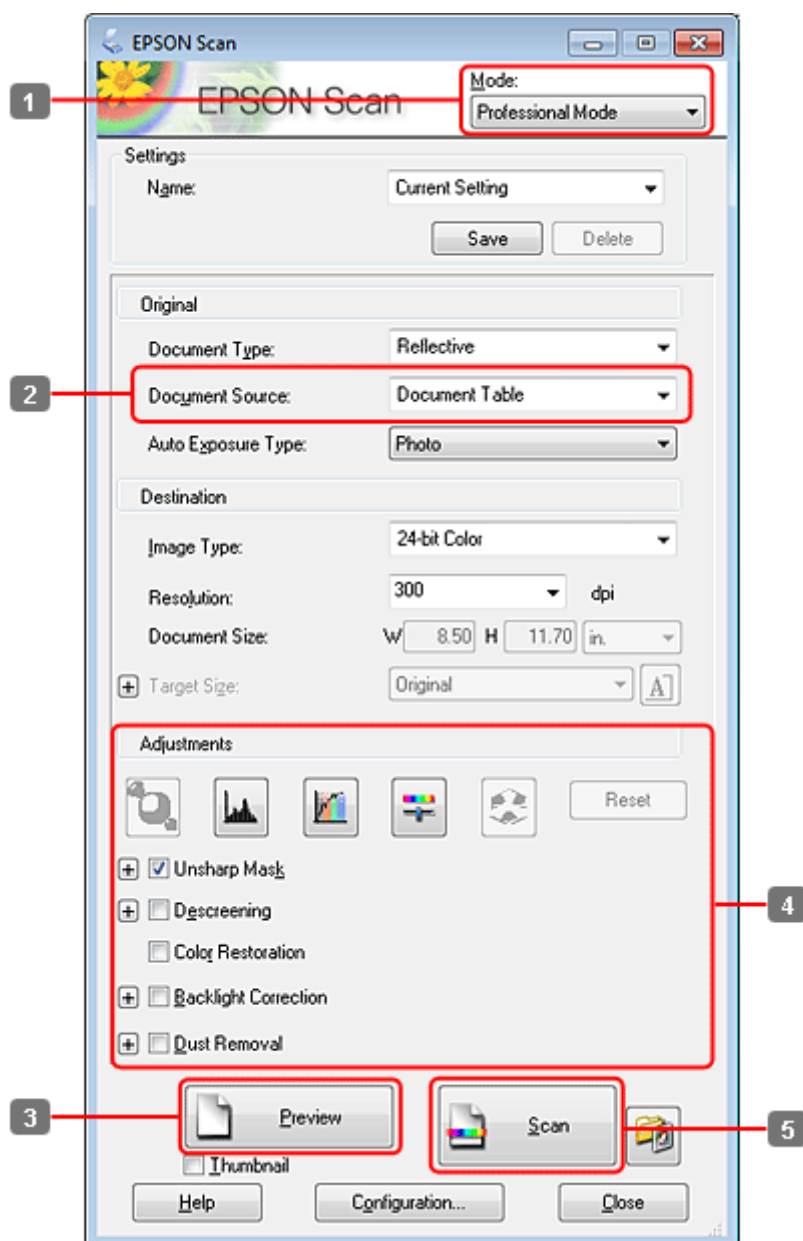 EPSON Scan
EPSON Scan
Mode:
1
Professional Mode
Settings
Name: Current Setting
Save Delete
Original
Document Type: Reflective
2 Document Source: Document Table
Auto Exposure Type: Photo
Destination
Image Type: 24-bit Color
Resolution: 300 dpi
Document Size: W 8.50 H 11.70 in.
Target Size: Original A
Adjustments
Reset
Unsharp Mask
4
Descreening
Color Restoration
Backlight Correction
Dust Removal
3 Preview Scan 5
Thumbnail
Help Configuration... Close